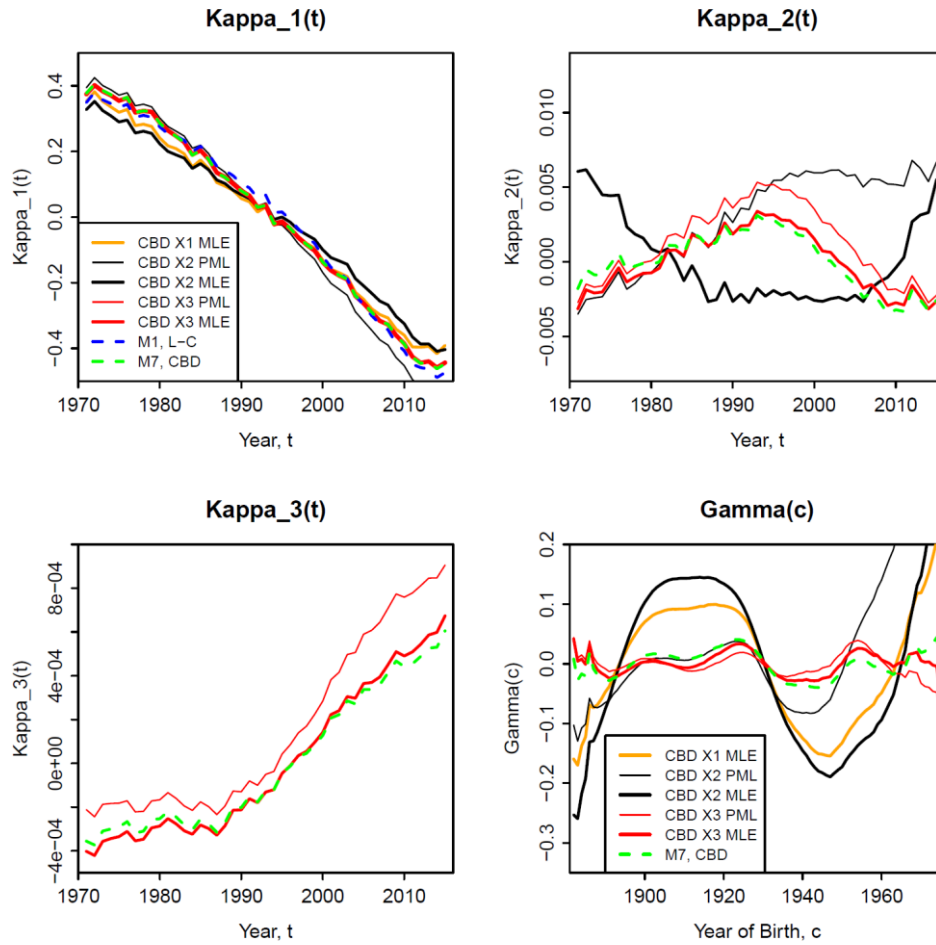 Kappa_1(t)
Kappa_1(t)
0.4
0.2
0.0
−0.2
−0.4
CBD X1 MLE
CBD X2 PML
CBD X2 MLE
CBD X3 PML
CBD X3 MLE
M1, L−C
M7, CBD
1970 1980 1990 2000 2010
Year, t
Kappa_2(t)
Kappa_2(t)
0.010
0.005
0.000
−0.005
1970 1980 1990 2000 2010
Year, t
Kappa_3(t)
Kappa_3(t)
8e−04
4e−04
0e+00
−4e−04
1970 1980 1990 2000 2010
Year, t
Gamma(c)
Gamma(c)
0.2
0.1
0.0
−0.1
−0.2
−0.3
CBD X1 MLE
CBD X2 PML
CBD X2 MLE
CBD X3 PML
CBD X3 MLE
M7, CBD
1900 1920 1940 1960
Year of Birth, c